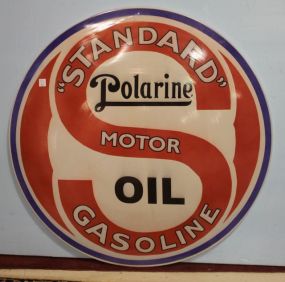 "STANDARD"
Polarine
MOTOR
OIL
GASOLINE